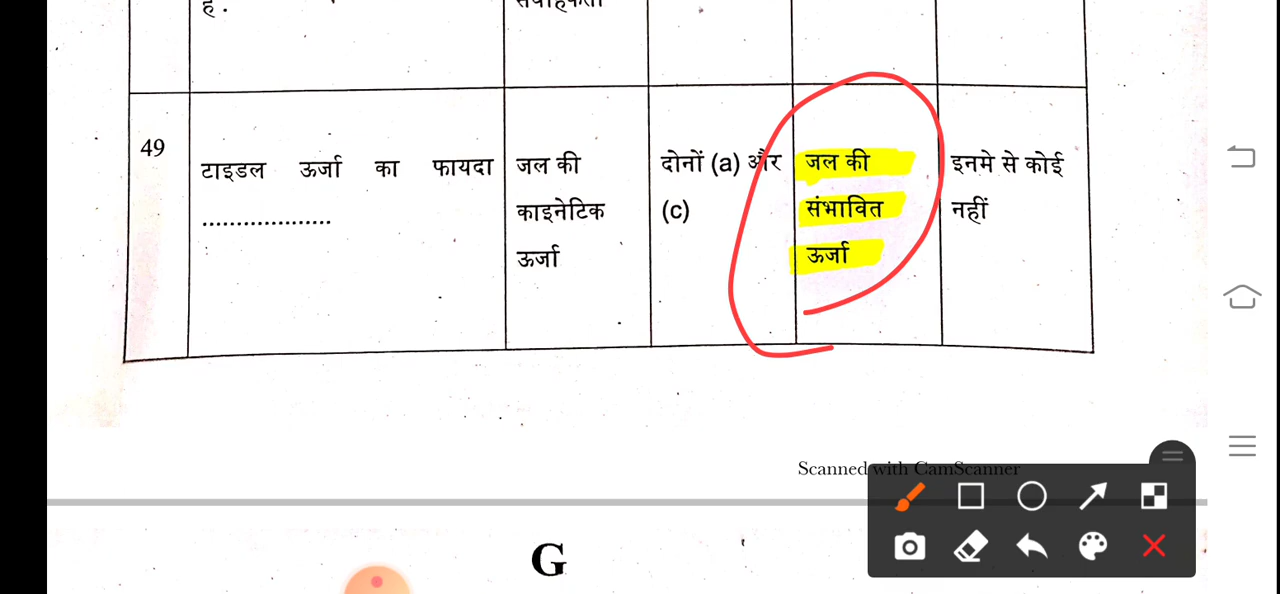 है .
49
टाइडल ऊर्जा का फायदा
..................
जल की
काइनेटिक
ऊर्जा
दोनों (a) और
(c)
जल की
संभावित
ऊर्जा
इनमे से कोई
नहीं
Scanned with CamScanner
G